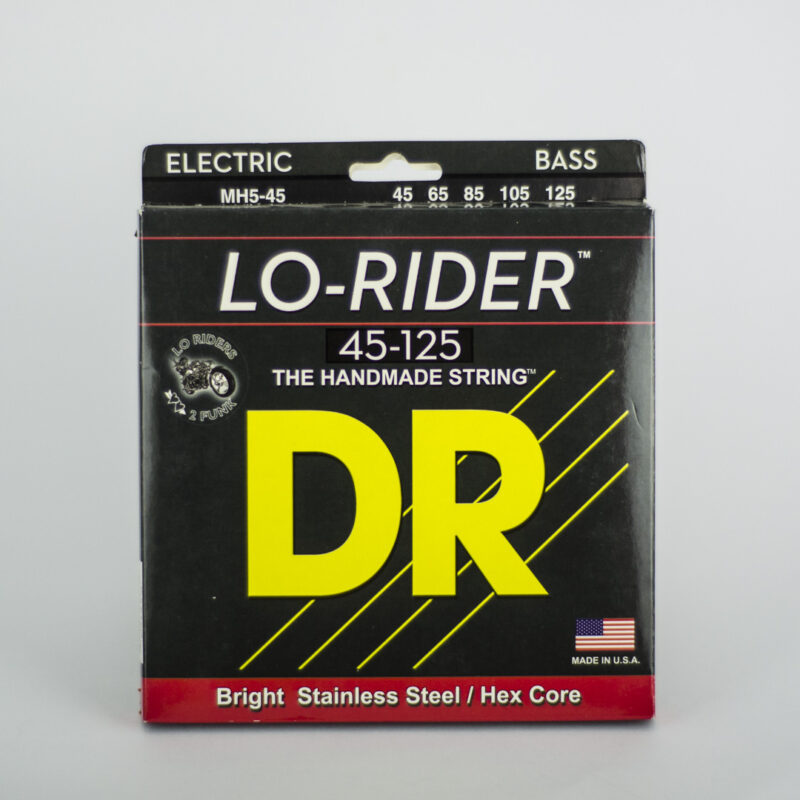 ELECTRIC BASS
MH5-45 45 65 85 105 125
LO-RIDER™
45-125
THE HANDMADE STRING™
LO RIDERS
2 FUNK
DR
MADE IN U.S.A.
Bright Stainless Steel / Hex Core